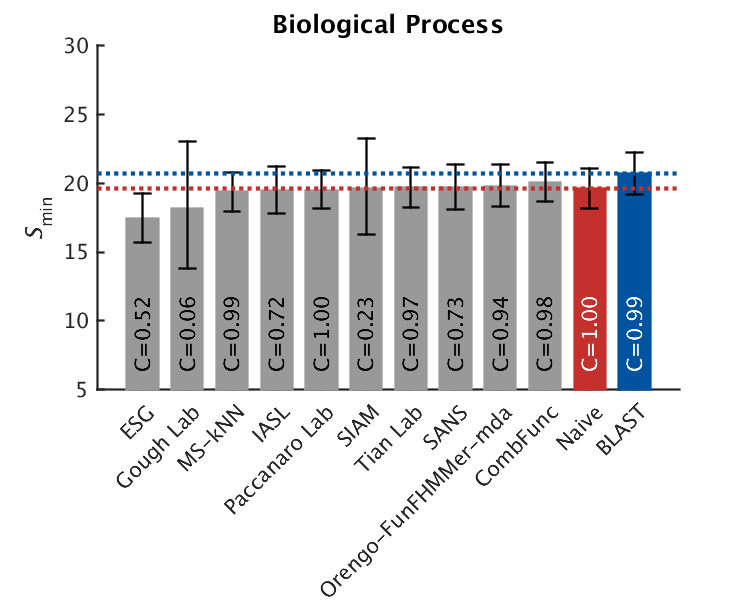 Biological Process
30
25
20
15
10
5
Smin
C=0.52
C=0.06
C=0.99
C=0.72
C=1.00
C=0.23
C=0.97
C=0.73
C=0.94
C=0.98
C=1.00
C=0.99
ESG
Gough Lab
MS-kNN
IASL
Paccanaro Lab
SIAM
Tian Lab
SANS
Orengo-FunFHMMer-mda
CombFunc
Naive
BLAST